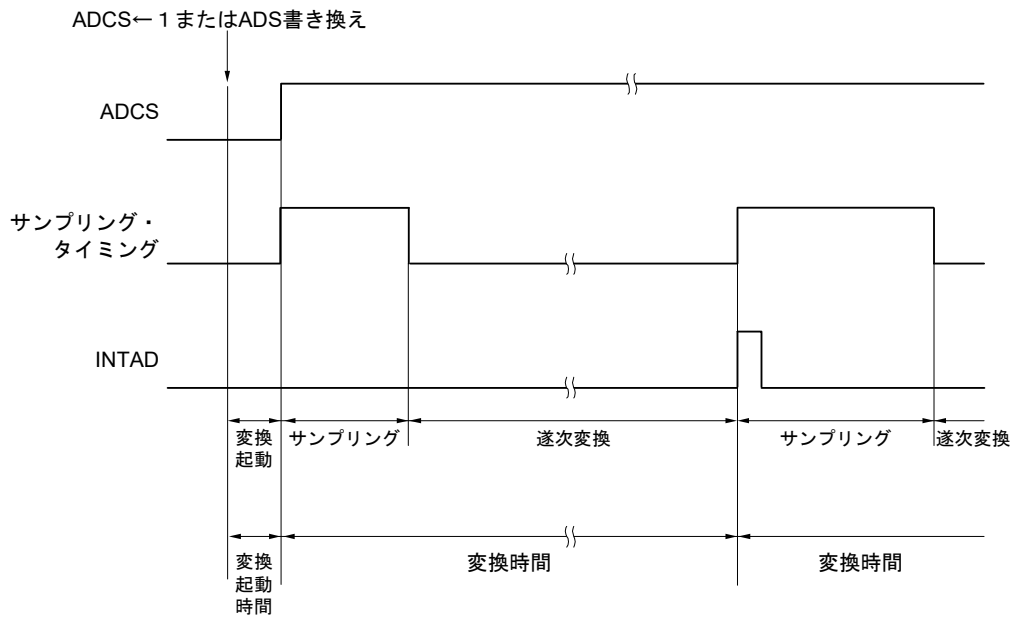 ADCS←１またはADS書き換え
ADCS
サンプリング・
タイミング
INTAD
変換
起動
サンプリング
遂次変換
サンプリング
遂次変換
変換
起動
時間
変換時間
変換時間